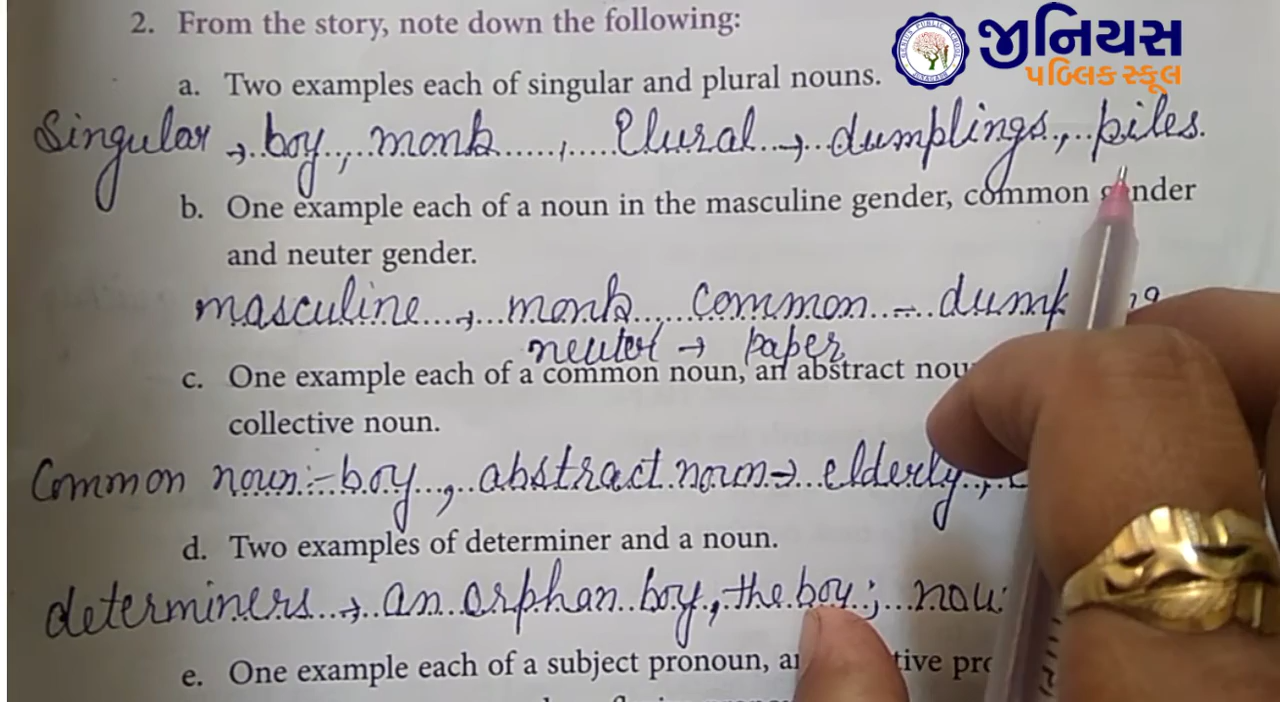 2. From the story, note down the following:
જીનિયસ
પબ્લિક સ્કૂલ
a. Two examples each of singular and plural nouns.
Singular → boy, monk, Plural → dumplings, piles.
b. One example each of a noun in the masculine gender, common gender
and neuter gender.
masculine → monk common –
neuter → paper
c. One example each of a common noun, an abstract
collective noun.
Common noun:- boy, abstract noun → elderly,
d. Two examples of determiner and a noun.
determiners → an orphan boy, the boy;
e. One example each of a subject pronoun,